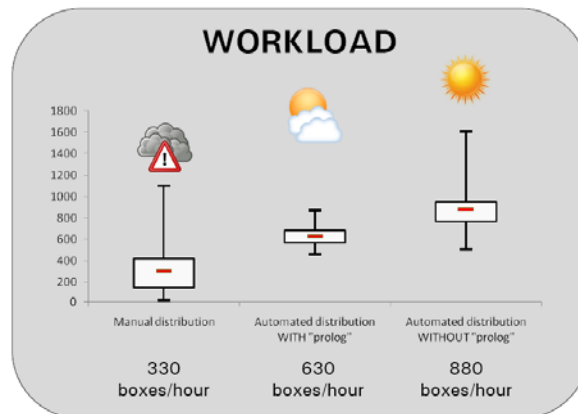 WORKLOAD
1800
1600
1400
1200
1000
800
600
400
200
0
!
Manual distribution
Automated distribution
WITH "prolog"
Automated distribution
WITHOUT "prolog"
330
boxes/hour
630
boxes/hour
880
boxes/hour